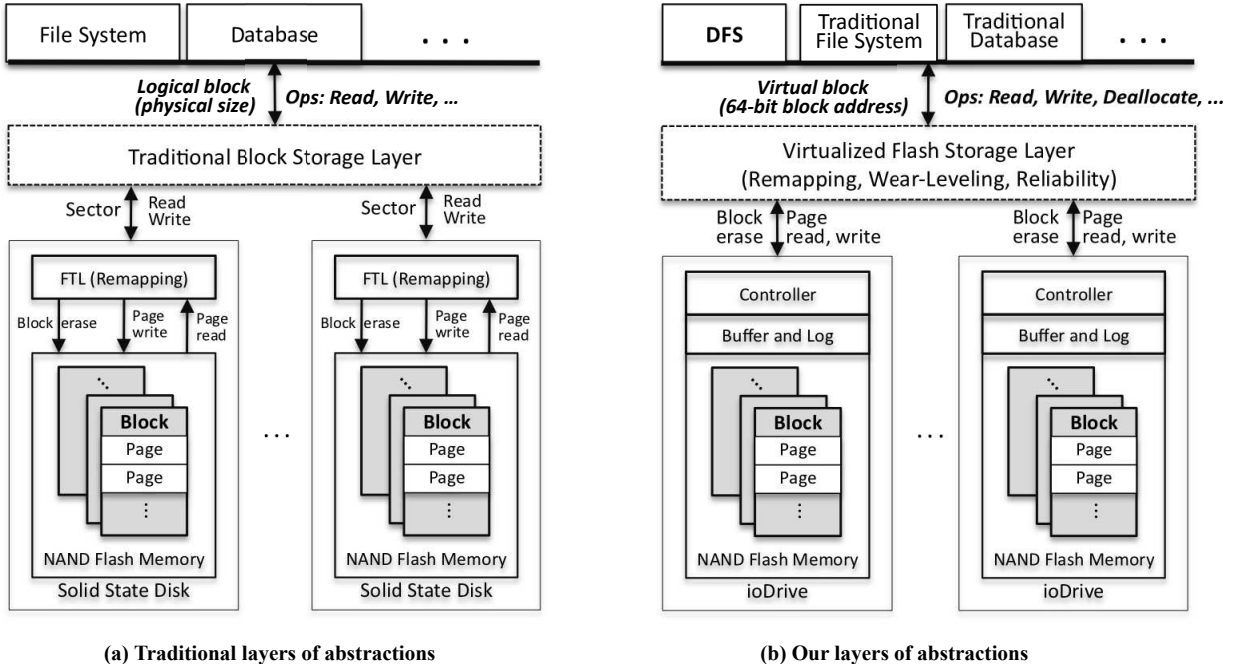 File System
Database
. . .
Logical block
(physical size)
Ops: Read, Write, ...
Traditional Block Storage Layer
Sector
Read
Write
Sector
Read
Write
FTL (Remapping)
Block erase
Page
write
Page
read
Block
Page
Page
NAND Flash Memory
Solid State Disk
. . .
FTL (Remapping)
Block erase
Page
write
Page
read
Block
Page
Page
NAND Flash Memory
Solid State Disk
(a) Traditional layers of abstractions
DFS
Traditional
File System
Traditional
Database
. . .
Virtual block
(64-bit block address)
Ops: Read, Write, Deallocate, ...
Virtualized Flash Storage Layer
(Remapping, Wear-Leveling, Reliability)
Block
erase
Page
read, write
Block
erase
Page
read, write
Controller
Buffer and Log
Block
Page
Page
NAND Flash Memory
ioDrive
. . .
Controller
Buffer and Log
Block
Page
Page
NAND Flash Memory
ioDrive
(b) Our layers of abstractions